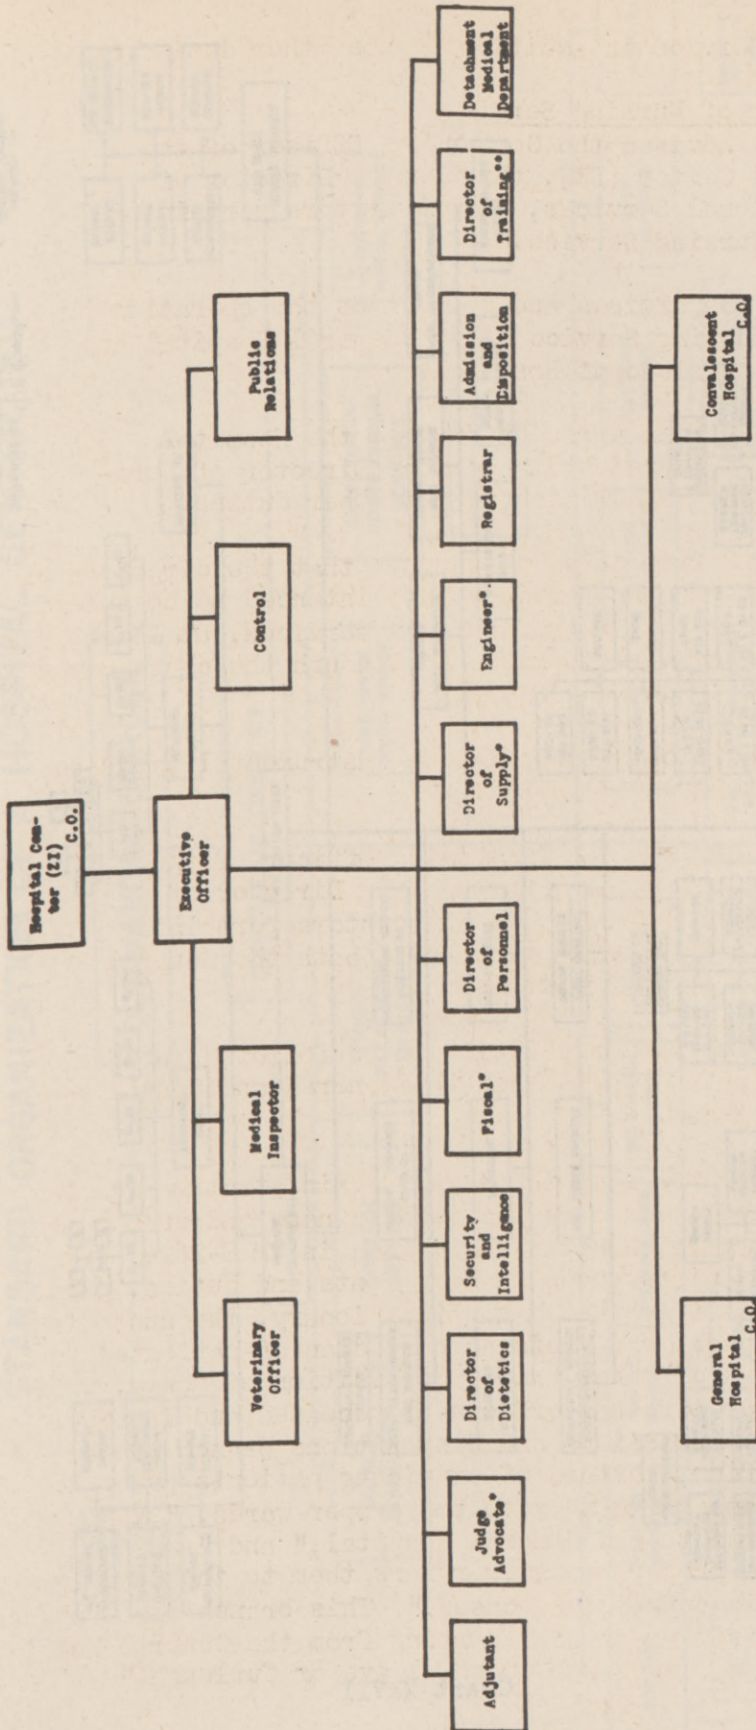 Hospital Cen-
ter (ZI)
C.O.
Executive
Officer
Veterinary
Officer
Medical
Inspector
Control
Public
Relations
Adjutant
Judge
Advocate*
Director
of
Dietetics
Security
and
Intelligence
Fiscal*
Director
of
Personnel
Director
of
Supply*
Engineer*.
Registrar
Admission
and
Disposition
Director
of
Training**
Detachment
Medical
Department
General
Hospital
C.O.
Convalescent
Hospital
C.O.